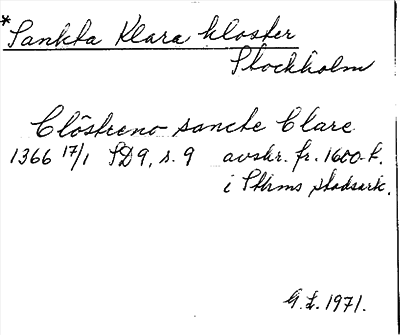 *Sankta Klara kloster
Stockholm
Clöstreno sancte Clare
1366 17/1 SD9, s. 9 avskr. fr. 1600-t.
i Sthms stadsark.
G.L. 1971.